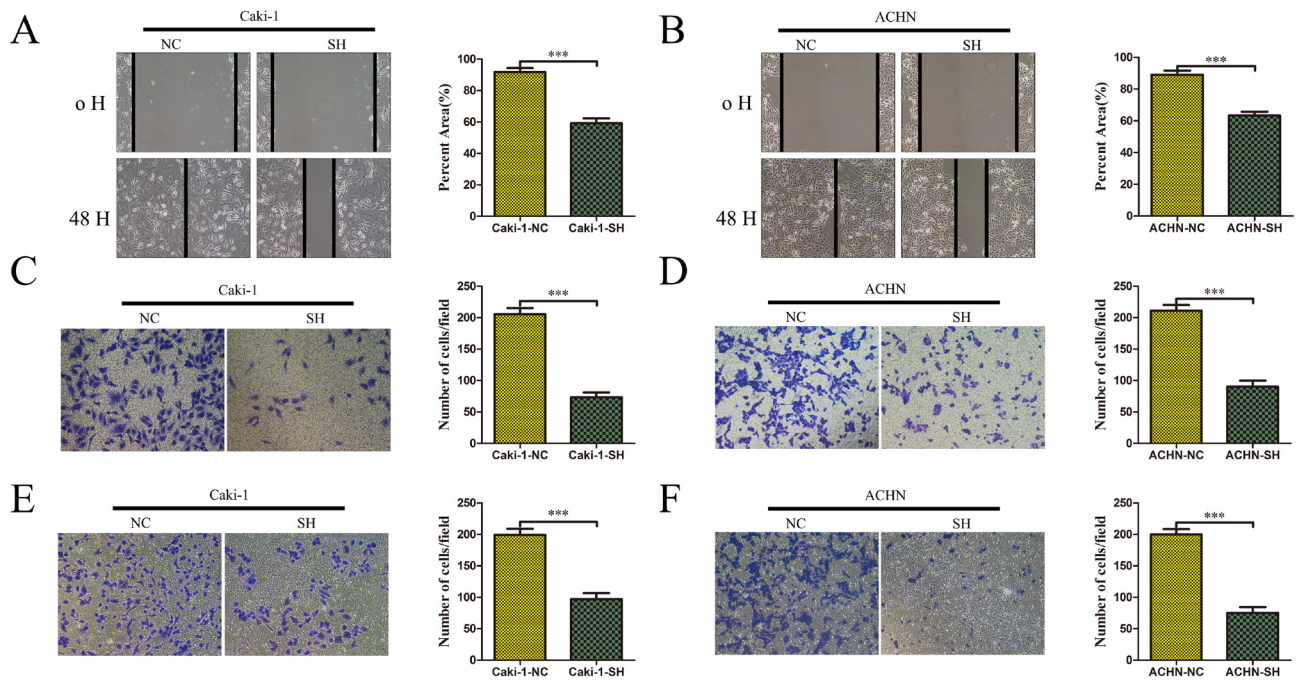 A
Caki-1
NC
SH
o H
48 H
Percent Area(%)
100
80
60
40
20
0
***
Caki-1-NC
Caki-1-SH
B
ACHN
NC
SH
o H
48 H
Percent Area(%)
100
80
60
40
20
0
***
ACHN-NC
ACHN-SH
C
Caki-1
NC
SH
Number of cells/field
250
200
150
100
50
0
***
Caki-1-NC
Caki-1-SH
D
ACHN
NC
SH
Number of cells/field
250
200
150
100
50
0
***
ACHN-NC
ACHN-SH
E
Caki-1
NC
SH
Number of cells/field
250
200
150
100
50
0
***
Caki-1-NC
Caki-1-SH
F
ACHN
NC
SH
Number of cells/field
250
200
150
100
50
0
***
ACHN-NC
ACHN-SH